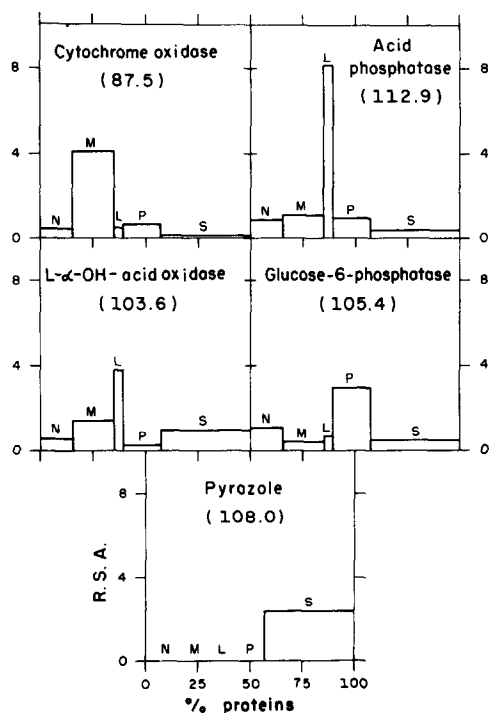 Cytochrome oxidase
(87.5)
8
4
0
N
M
L
P
S
Acid
phosphatase
(112.9)
8
4
0
N
M
L
P
S
L-α-OH-acid oxidase
(103.6)
8
4
0
N
M
L
P
S
Glucose-6-phosphatase
(105.4)
8
4
0
N
M
L
P
S
Pyrazole
(108.0)
R.S.A.
8
4
0
N M L P S
0 25 50 75 100
% proteins